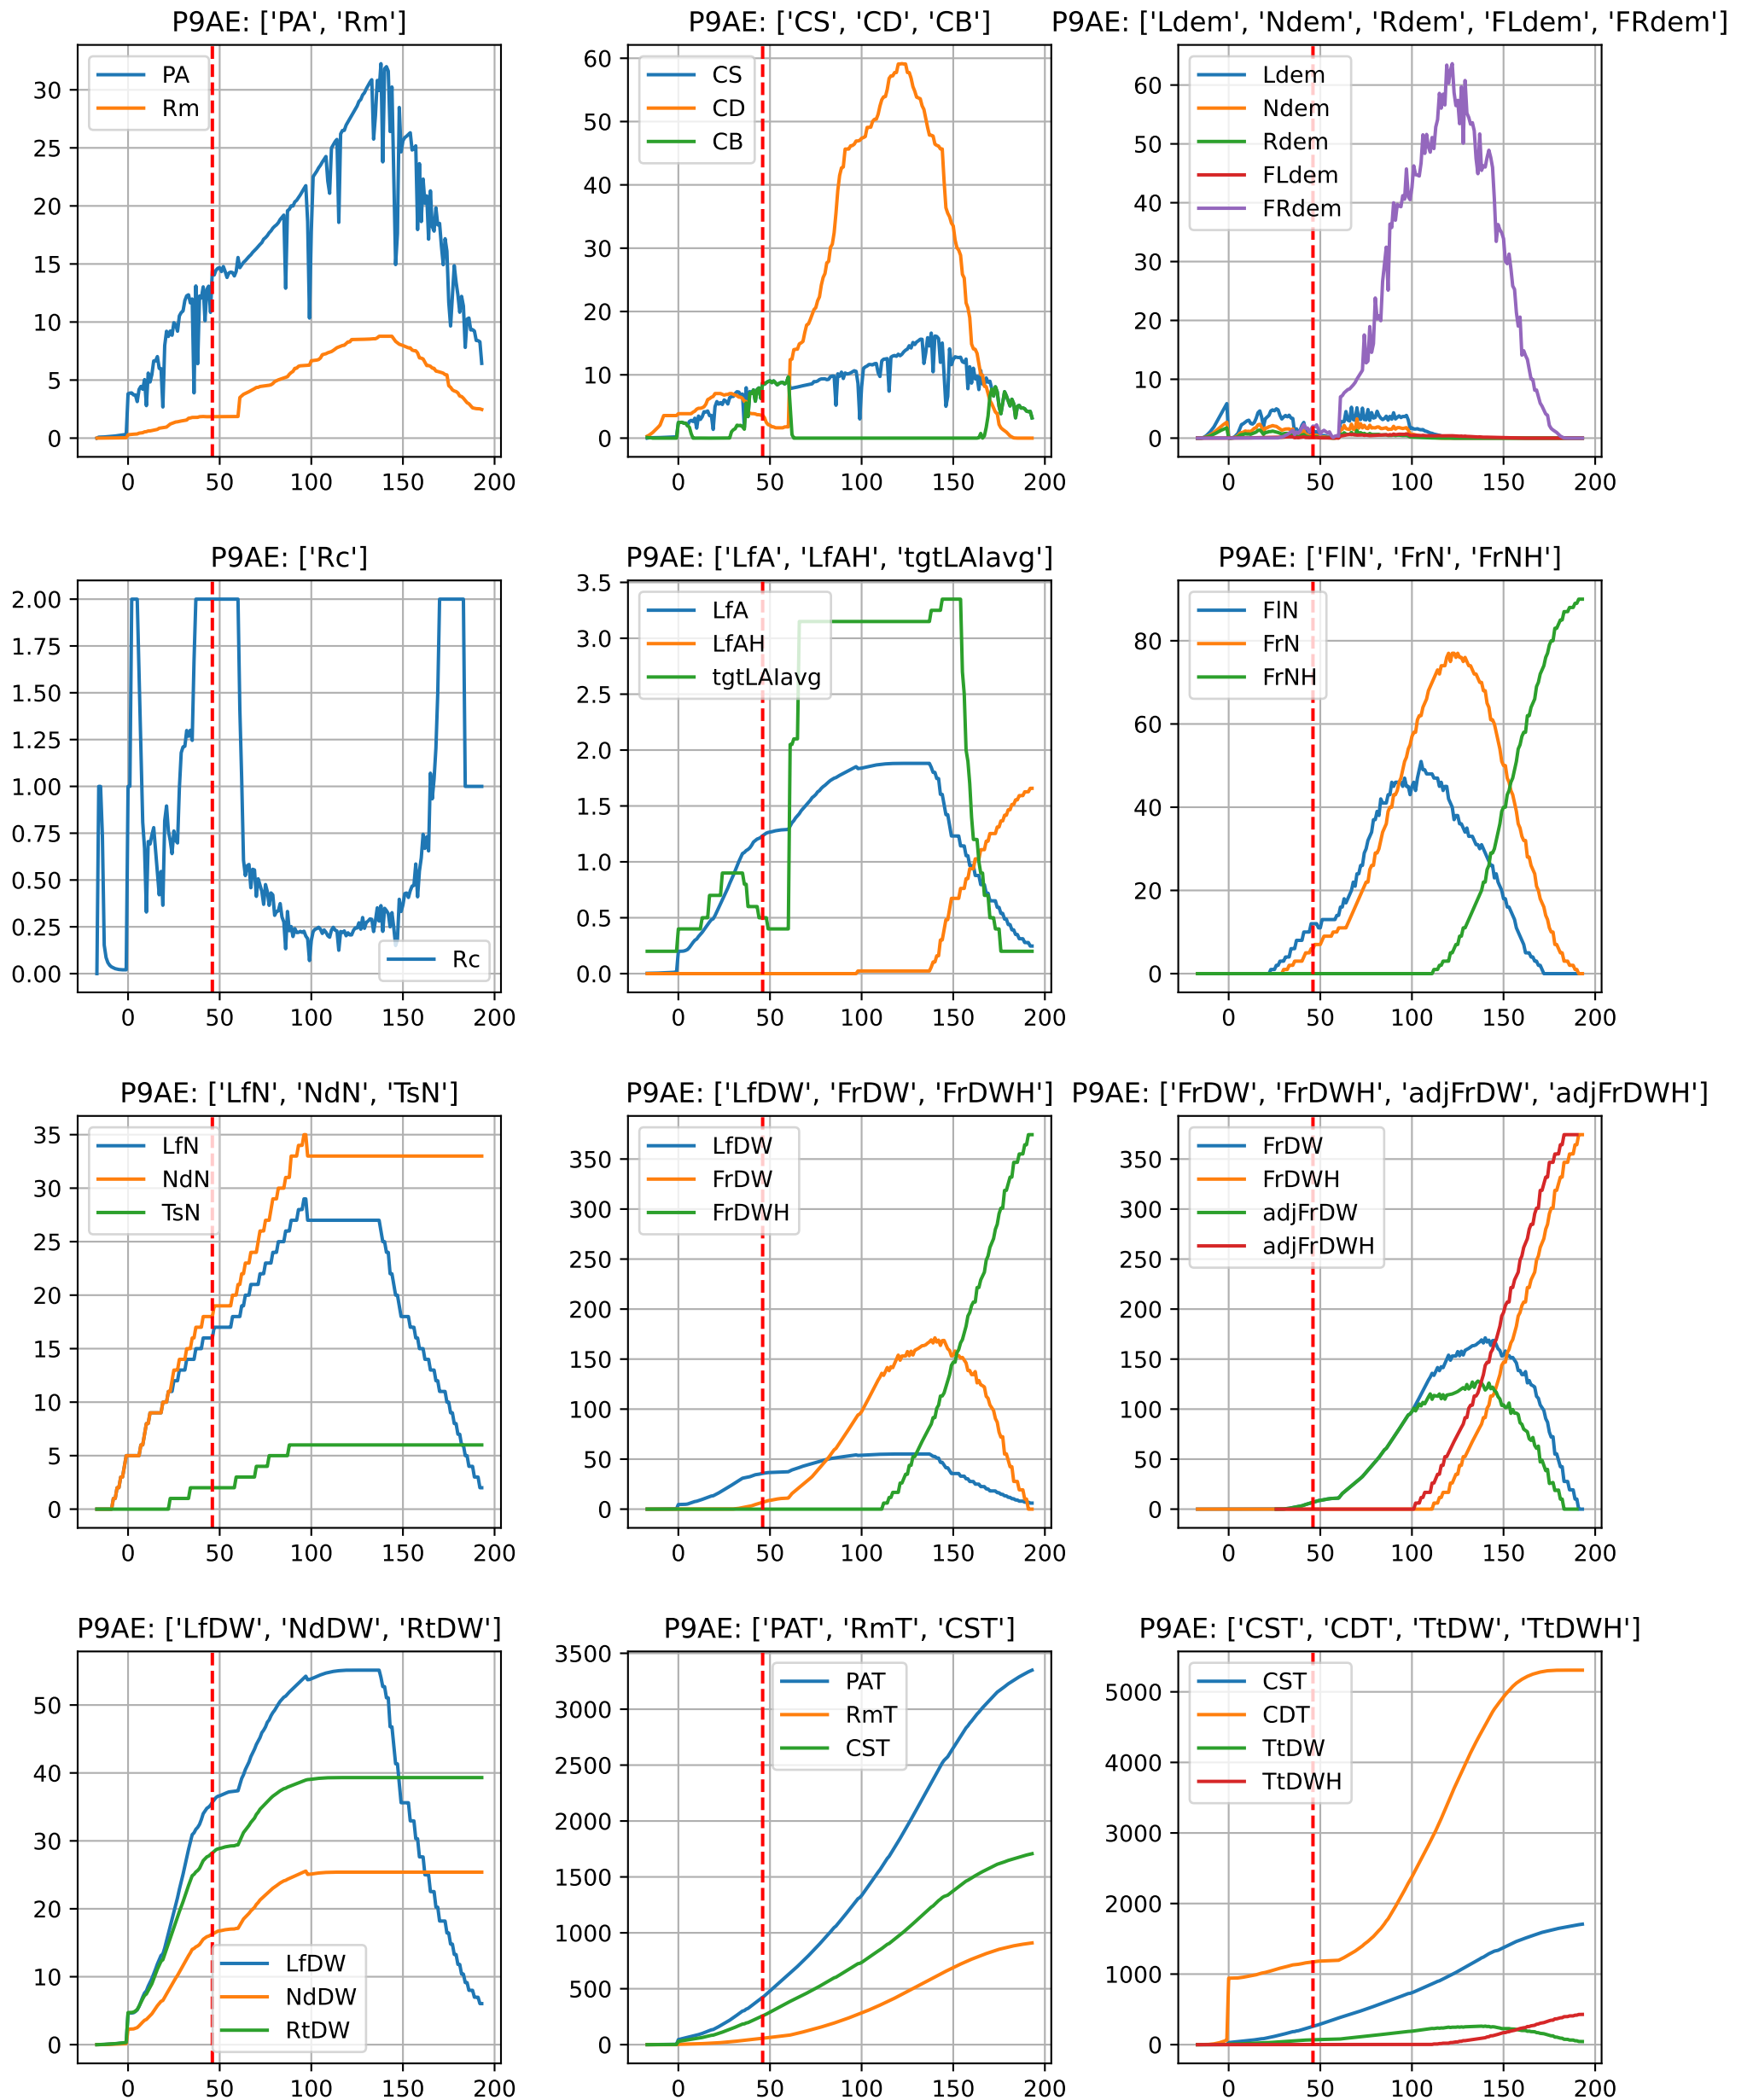 P9AE: ['PA', 'Rm']
PA
Rm
30
25
20
15
10
5
0
0 50 100 150 200
P9AE: ['CS', 'CD', 'CB']
CS
CD
CB
60
50
40
30
20
10
0
0 50 100 150 200
P9AE: ['Ldem', 'Ndem', 'Rdem', 'FLdem', 'FRdem']
Ldem
Ndem
Rdem
FLdem
FRdem
60
50
40
30
20
10
0
0 50 100 150 200
P9AE: ['Rc']
2.00
1.75
1.50
1.25
1.00
0.75
0.50
0.25
0.00
Rc
0 50 100 150 200
P9AE: ['LfA', 'LfAH', 'tgtLAIavg']
LfA
LfAH
tgtLAIavg
3.5
3.0
2.5
2.0
1.5
1.0
0.5
0.0
0 50 100 150 200
P9AE: ['FlN', 'FrN', 'FrNH']
FlN
FrN
FrNH
80
60
40
20
0
0 50 100 150 200
P9AE: ['LfN', 'NdN', 'TsN']
LfN
NdN
TsN
35
30
25
20
15
10
5
0
0 50 100 150 200
P9AE: ['LfDW', 'FrDW', 'FrDWH']
LfDW
FrDW
FrDWH
350
300
250
200
150
100
50
0
0 50 100 150 200
P9AE: ['FrDW', 'FrDWH', 'adjFrDW', 'adjFrDWH']
FrDW
FrDWH
adjFrDW
adjFrDWH
350
300
250
200
150
100
50
0
0 50 100 150 200
P9AE: ['LfDW', 'NdDW', 'RtDW']
50
40
30
20
10
0
LfDW
NdDW
RtDW
0 50 100 150 200
P9AE: ['PAT', 'RmT', 'CST']
PAT
RmT
CST
3500
3000
2500
2000
1500
1000
500
0
0 50 100 150 200
P9AE: ['CST', 'CDT', 'TtDW', 'TtDWH']
CST
CDT
TtDW
TtDWH
5000
4000
3000
2000
1000
0
0 50 100 150 200